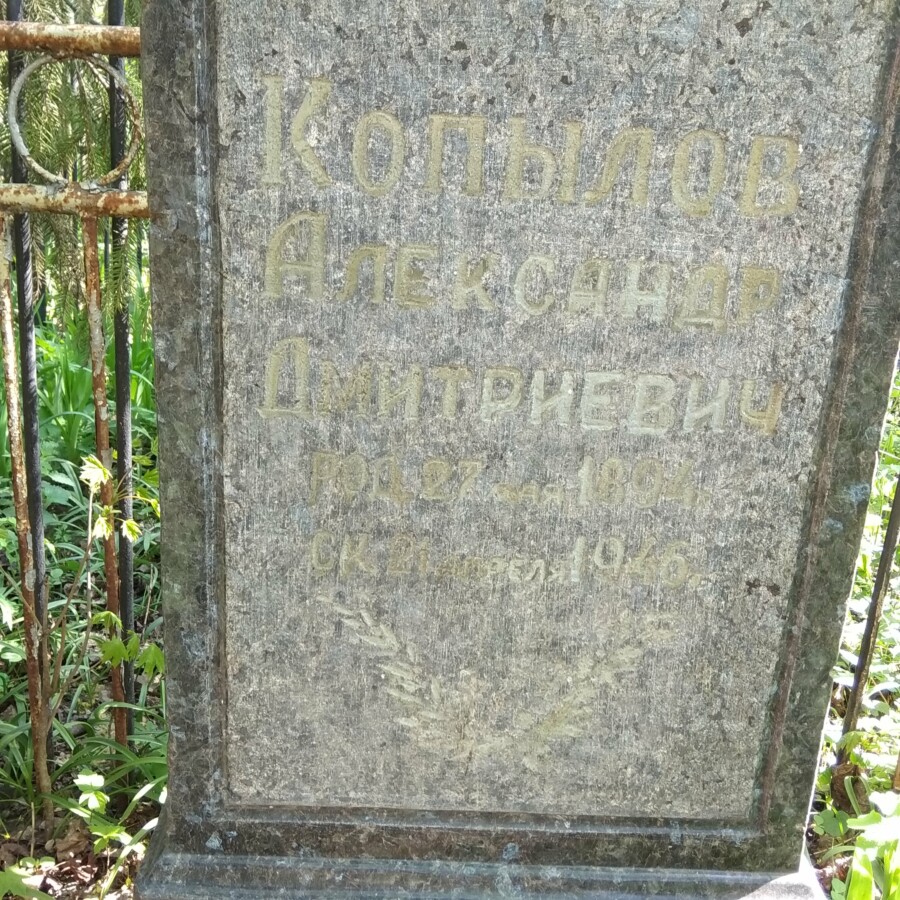 Копылов
Александр
Дмитриевич
РОД. 27 мая 1894 г.
СК. 21 апреля 1946 г.